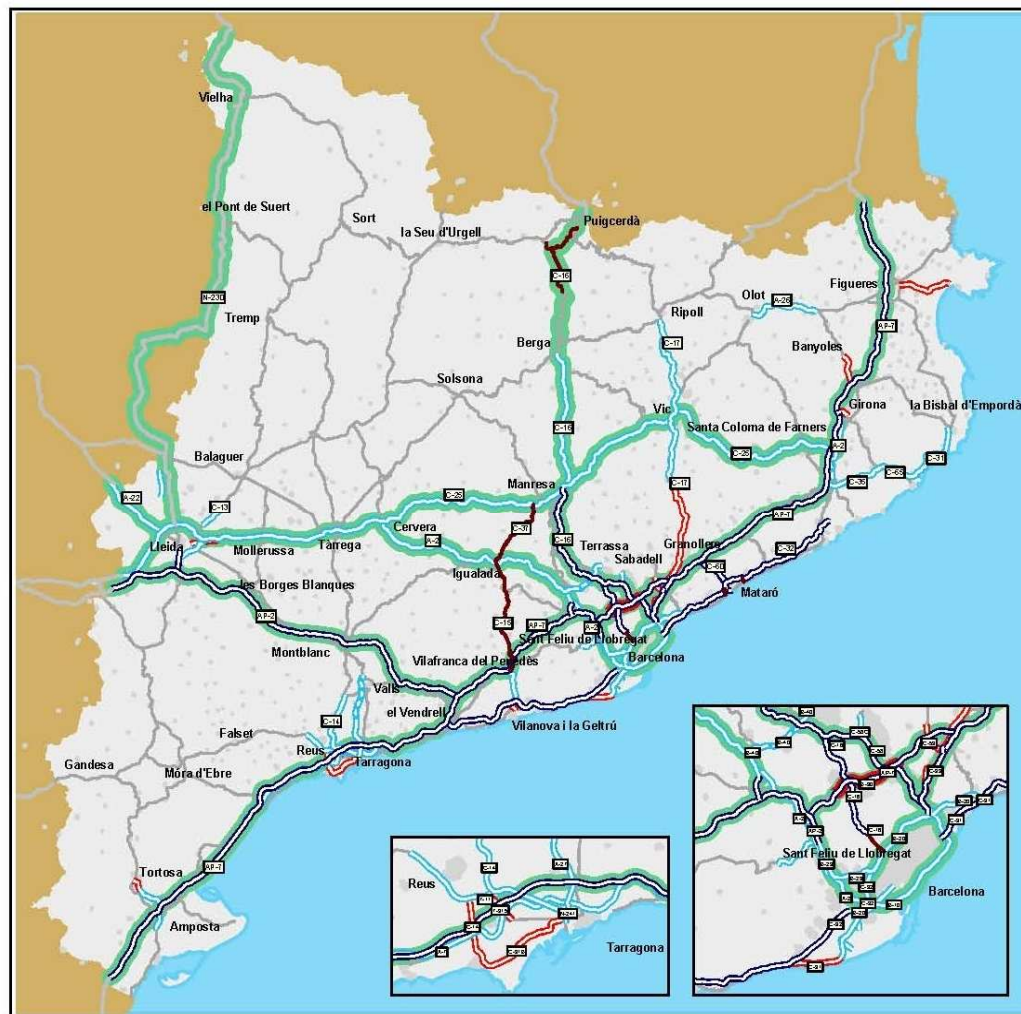 Vielha
el Pont de Suert
Sort
la Seu d'Urgell
Puigcerdà
C-16
N-230
Tremp
Berga
Ripoll
Olot
A-26
Figueres
AP-7
C-17
Banyoles
Solsona
Vic
Girona
la Bisbal d'Empordà
Santa Coloma de Farners
A-2
C-16
C-25
C-31
C-65
C-35
Balaguer
A-22
C-13
C-25
Manresa
C-17
Lleida
Mollerussa
Tàrrega
Cervera
A-2
C-37
C-16
Terrassa
Sabadell
Granollers
AP-7
C-32
C-60
Igualada
les Borges Blanques
Mataró
AP-2
C-15
AP-7
A-2
Sant Feliu de Llobregat
Montblanc
Vilafranca del Penedès
Barcelona
Valls
el Vendrell
Vilanova i la Geltrú
C-14
Falset
Reus
Tarragona
Gandesa
Móra d'Ebre
Tortosa
AP-7
Amposta
Reus
Tarragona
Sant Feliu de Llobregat
Barcelona